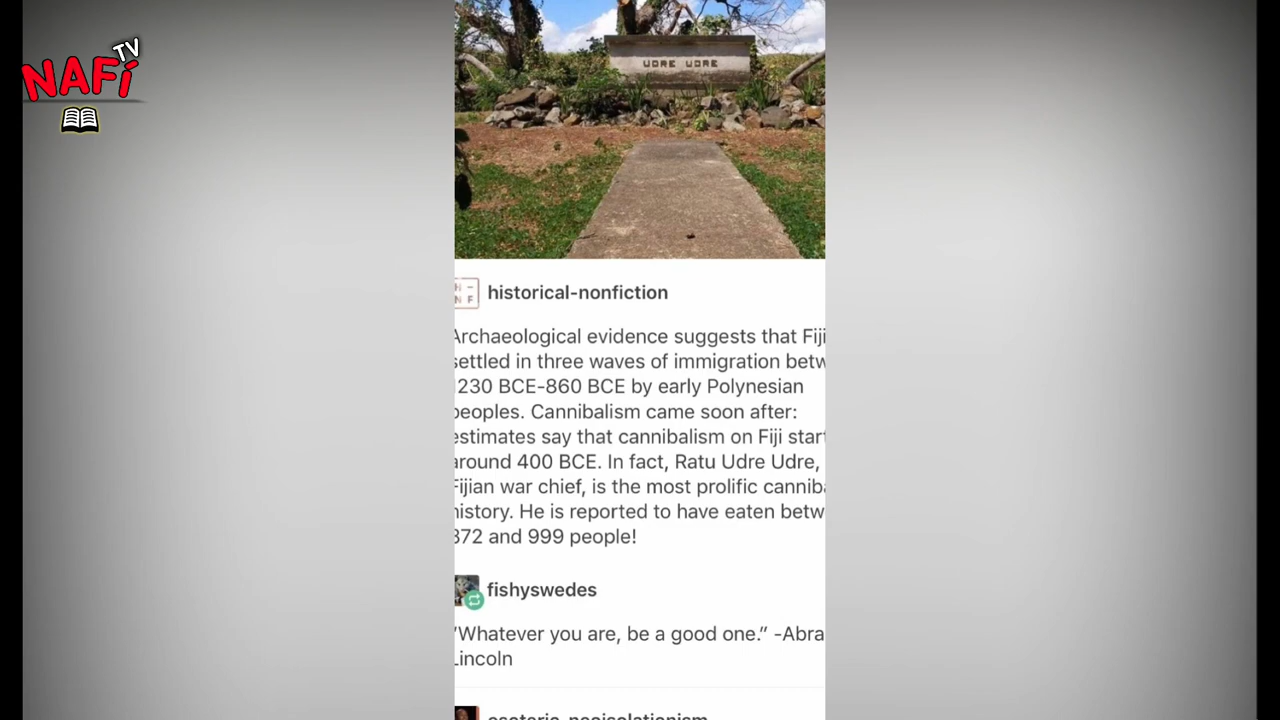 NAFİ TV
UDRE UDRE
H -
N F
historical-nonfiction
Archaeological evidence suggests that Fiji
settled in three waves of immigration betw
230 BCE-860 BCE by early Polynesian
peoples. Cannibalism came soon after:
estimates say that cannibalism on Fiji start
around 400 BCE. In fact, Ratu Udre Udre,
Fijian war chief, is the most prolific canniba
history. He is reported to have eaten betw
872 and 999 people!
fishyswedes
"Whatever you are, be a good one.” -Abra
Lincoln
esoteric-neoisolationism